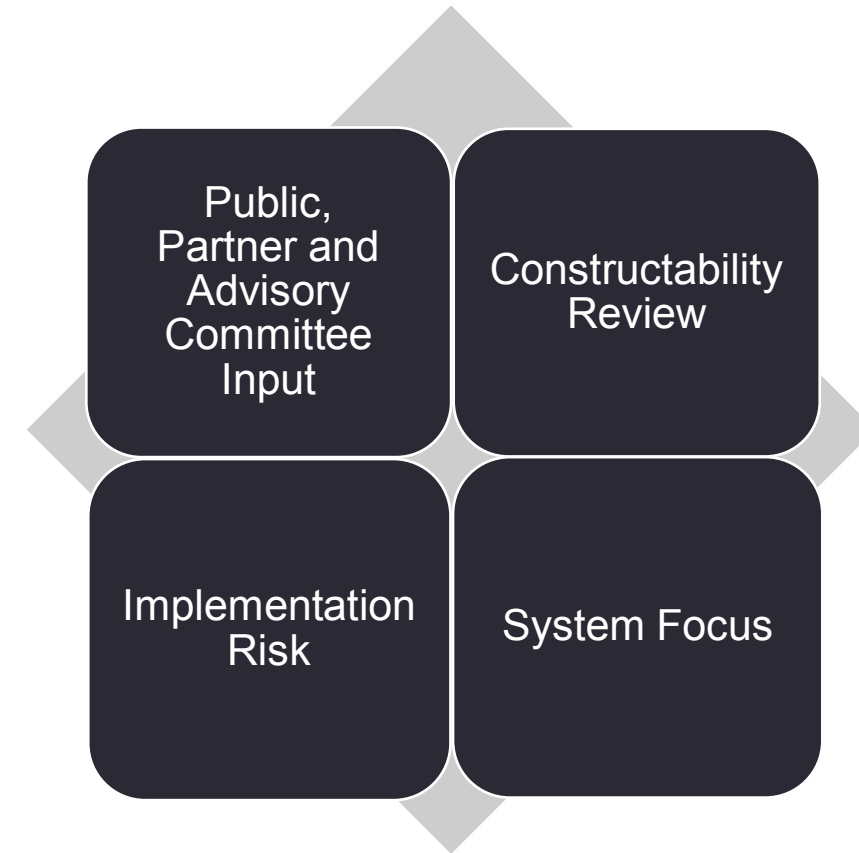 Public,
Partner and
Advisory
Committee
Input
Constructability
Review
Implementation
Risk
System Focus